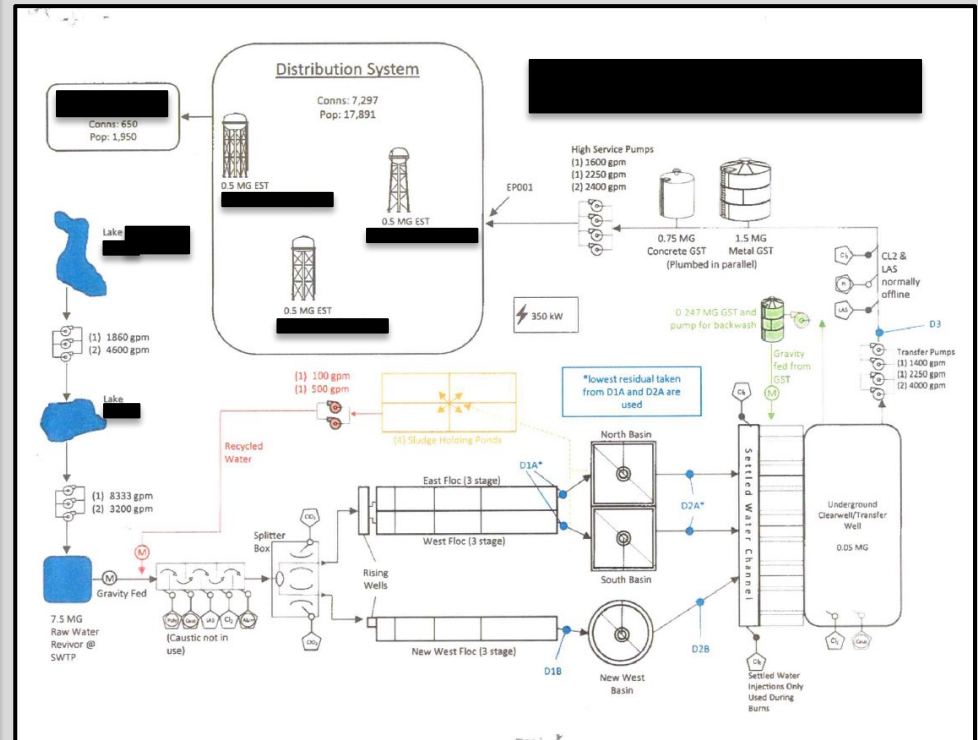 Distribution System
Conns: 7,297
Pop: 17,891
Conns: 650
Pop: 1,950
0.5 MG EST
0.5 MG EST
0.5 MG EST
EP001
High Service Pumps
(1) 1600 gpm
(1) 2250 gpm
(2) 2400 gpm
0.75 MG
Concrete GST
1.5 MG
Metal GST
(Plumbed in parallel)
Cl₂
LAS
CL2 &
LAS
normally
offline
Lake
(1) 1860 gpm
(2) 4600 gpm
Lake
(1) 8333 gpm
(2) 3200 gpm
350 kW
0.247 MG GST and
pump for backwash
Gravity
fed from
GST
M
D3
Transfer Pumps
(1) 1400 gpm
(1) 2250 gpm
(2) 4000 gpm
(1) 100 gpm
(1) 500 gpm
Recycled
Water
(4) Sludge Holding Ponds
*lowest residual taken
from D1A and D2A are
used
M
7.5 MG
Raw Water
Revivor @
SWTP
M
Gravity Fed
LAS
Cl₂
(Caustic not in
use)
Splitter
Box
ClO₂
ClO₂
Rising
Wells
East Floc (3 stage)
West Floc (3 stage)
New West Floc (3 stage)
D1A*
D1B
North Basin
South Basin
New West
Basin
D2A*
D2B
Cl₂
Settled Water Channel
Cl₂
Settled Water
Injections Only
Used During
Burns
Underground
Clearwell/Transfer
Well
0.05 MG
Cl₂